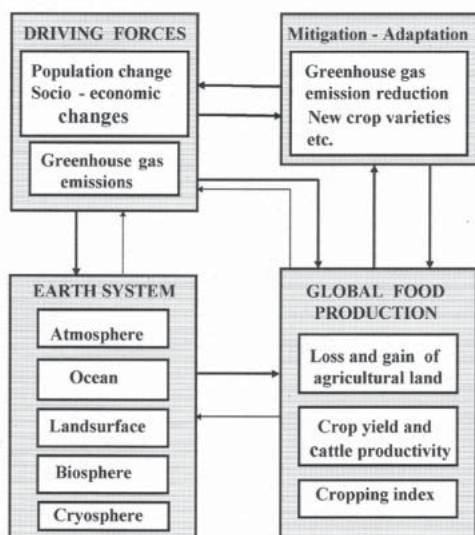 DRIVING FORCES
Population change
Socio - economic
changes
Greenhouse gas
emissions
Mitigation - Adaptation
Greenhouse gas
emission reduction
New crop varieties
etc.
EARTH SYSTEM
Atmosphere
Ocean
Landsurface
Biosphere
Cryosphere
GLOBAL FOOD
PRODUCTION
Loss and gain of
agricultural land
Crop yield and
cattle productivity
Cropping index